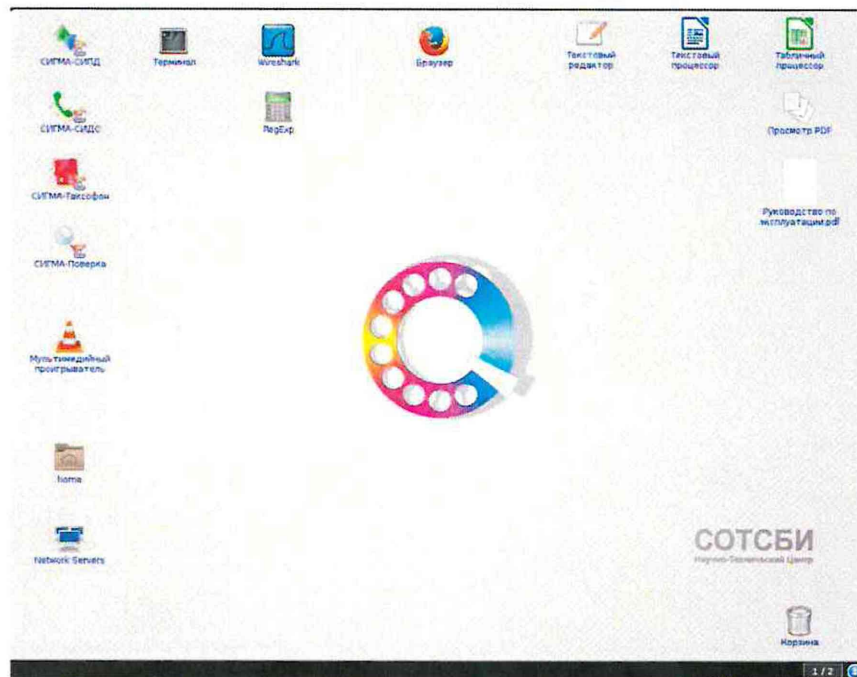 СИГМА-СИПД
Терминал
Wireshark
Браузер
Текстовый
редактор
Текстовый
процессор
Табличный
процессор
СИГМА-СИДС
RegExp
Просмотр PDF
СИГМА-Таксофон
Руководство по
эксплуатации.pdf
СИГМА-Поверка
Мультимедийный
проигрыватель
home
Network Servers
СОТСБИ
Научно-Технический Центр
Корзина
1 / 2